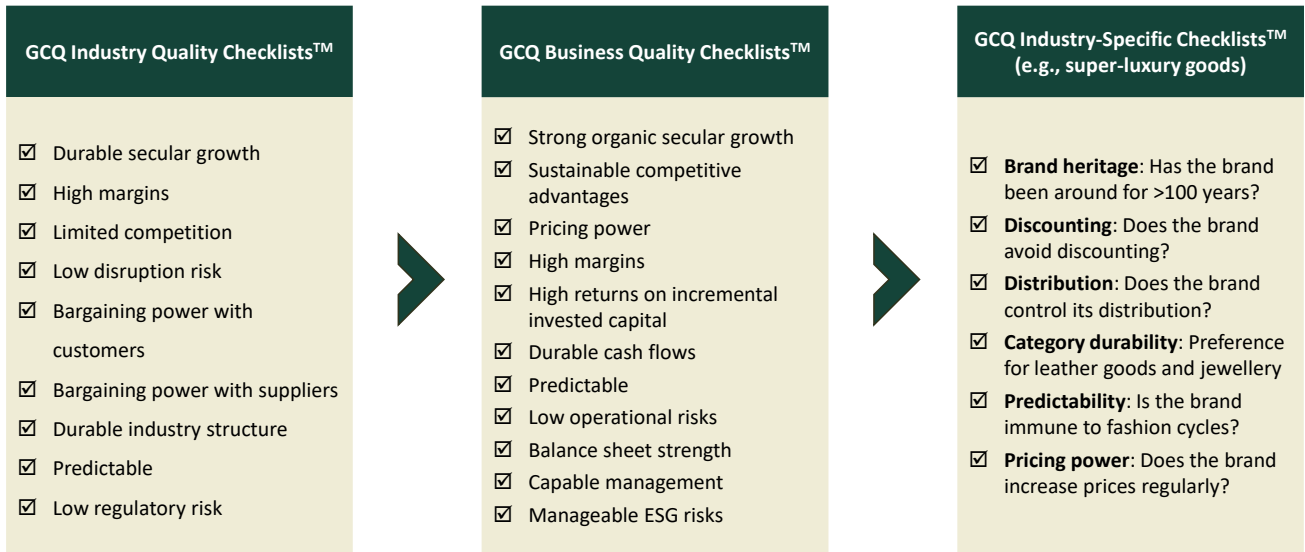 GCQ Industry Quality Checklists™
☑ Durable secular growth
☑ High margins
☑ Limited competition
☑ Low disruption risk
☑ Bargaining power with
customers
☑ Bargaining power with suppliers
☑ Durable industry structure
☑ Predictable
☑ Low regulatory risk
GCQ Business Quality Checklists™
☑ Strong organic secular growth
☑ Sustainable competitive
advantages
☑ Pricing power
☑ High margins
☑ High returns on incremental
invested capital
☑ Durable cash flows
☑ Predictable
☑ Low operational risks
☑ Balance sheet strength
☑ Capable management
☑ Manageable ESG risks
GCQ Industry-Specific Checklists™
(e.g., super-luxury goods)
☑ Brand heritage: Has the brand
been around for >100 years?
☑ Discounting: Does the brand
avoid discounting?
☑ Distribution: Does the brand
control its distribution?
☑ Category durability: Preference
for leather goods and jewellery
☑ Predictability: Is the brand
immune to fashion cycles?
☑ Pricing power: Does the brand
increase prices regularly?